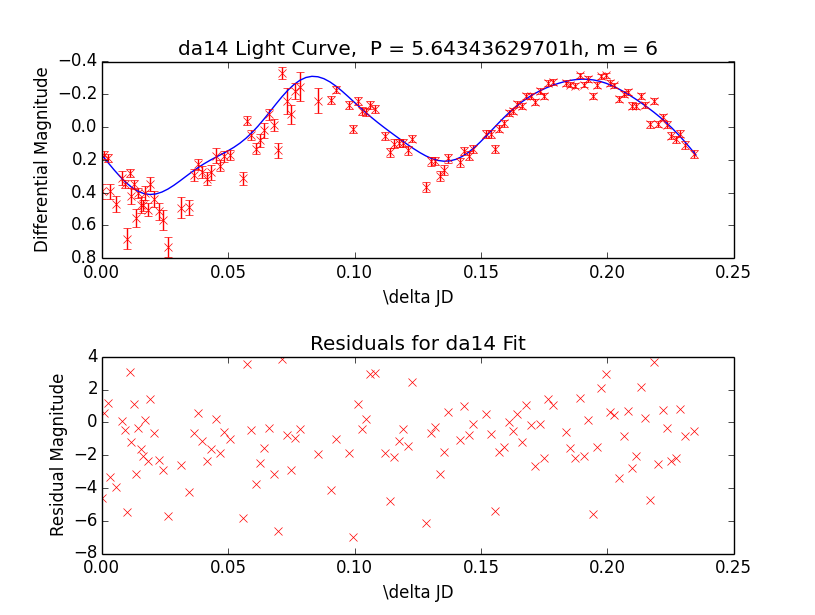 da14 Light Curve,  P = 5.64343629701h, m = 6
−0.4
−0.2
0.0
0.2
0.4
0.6
0.8
Differential Magnitude
0.00 0.05 0.10 0.15 0.20 0.25
\delta JD
Residuals for da14 Fit
4
2
0
−2
−4
−6
−8
Residual Magnitude
0.00 0.05 0.10 0.15 0.20 0.25
\delta JD